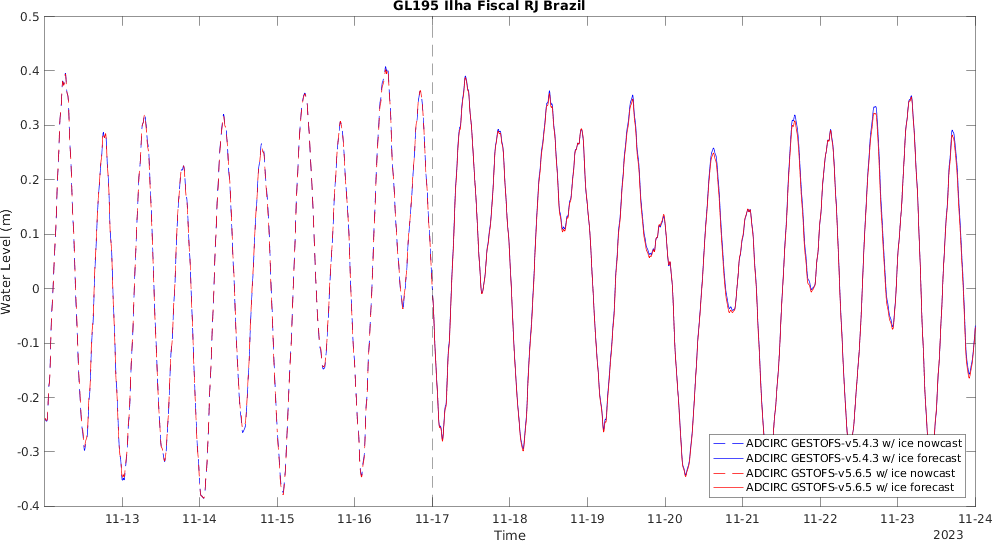 GL195 Ilha Fiscal RJ Brazil
0.5
0.4
0.3
0.2
0.1
0
-0.1
-0.2
-0.3
-0.4
Water Level (m)
ADCIRC GESTOFS-v5.4.3 w/ ice nowcast
ADCIRC GESTOFS-v5.4.3 w/ ice forecast
ADCIRC GSTOFS-v5.6.5 w/ ice nowcast
ADCIRC GSTOFS-v5.6.5 w/ ice forecast
11-13 11-14 11-15 11-16 11-17 11-18 11-19 11-20 11-21 11-22 11-23 11-24
Time
2023